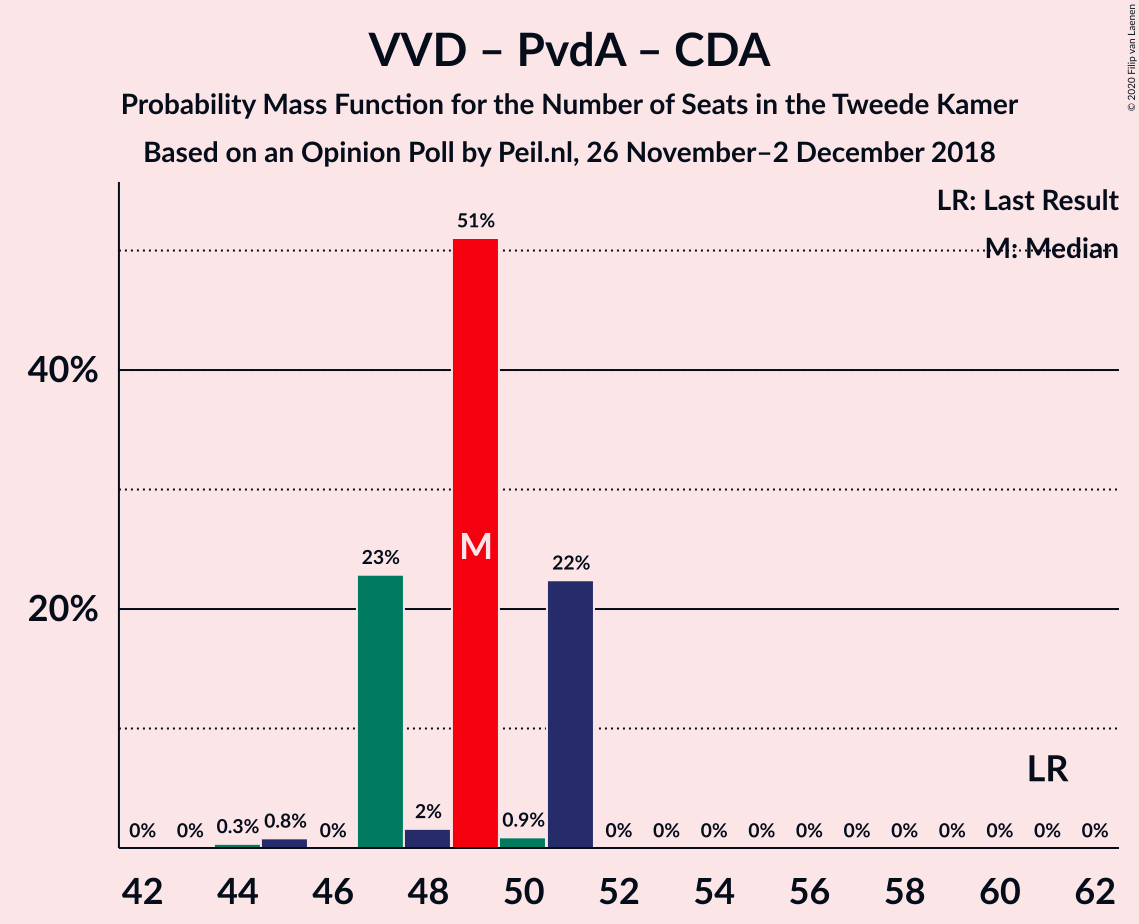 VVD – PvdA – CDA
Probability Mass Function for the Number of Seats in the Tweede Kamer
Based on an Opinion Poll by Peil.nl, 26 November–2 December 2018
© 2020 Filip van Laenen
LR: Last Result
M: Median
40%
20%
0% 0% 0.3% 0.8% 0% 23% 2% 51% 0.9% 22% 0% 0% 0% 0% 0% 0% 0% 0% 0% 0% 0%
M
LR
42 44 46 48 50 52 54 56 58 60 62